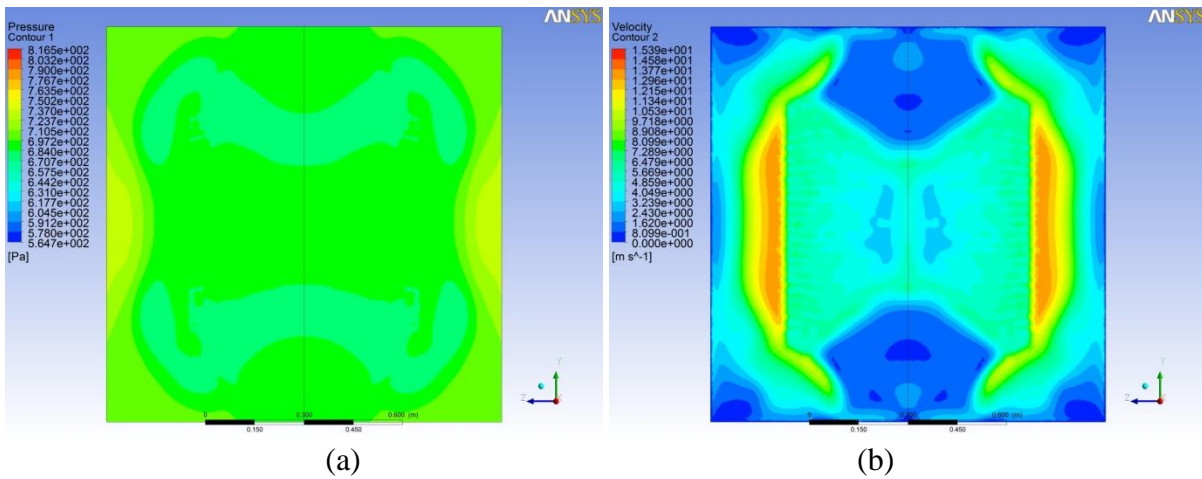 ANSYS
Pressure
Contour 1
8.165e+002
8.032e+002
7.900e+002
7.767e+002
7.635e+002
7.502e+002
7.370e+002
7.237e+002
7.105e+002
6.972e+002
6.840e+002
6.707e+002
6.575e+002
6.442e+002
6.310e+002
6.177e+002
6.045e+002
5.912e+002
5.780e+002
5.647e+002
[Pa]
Y
Z
0 0.300 0.600 (m)
0.150 0.450
(a)
ANSYS
Velocity
Contour 2
1.539e+001
1.458e+001
1.377e+001
1.296e+001
1.215e+001
1.134e+001
1.053e+001
9.718e+000
8.908e+000
8.099e+000
7.289e+000
6.479e+000
5.669e+000
4.859e+000
4.049e+000
3.239e+000
2.430e+000
1.620e+000
8.099e-001
0.000e+000
[m s^-1]
Y
Z
0 0.300 0.600 (m)
0.150 0.450
(b)